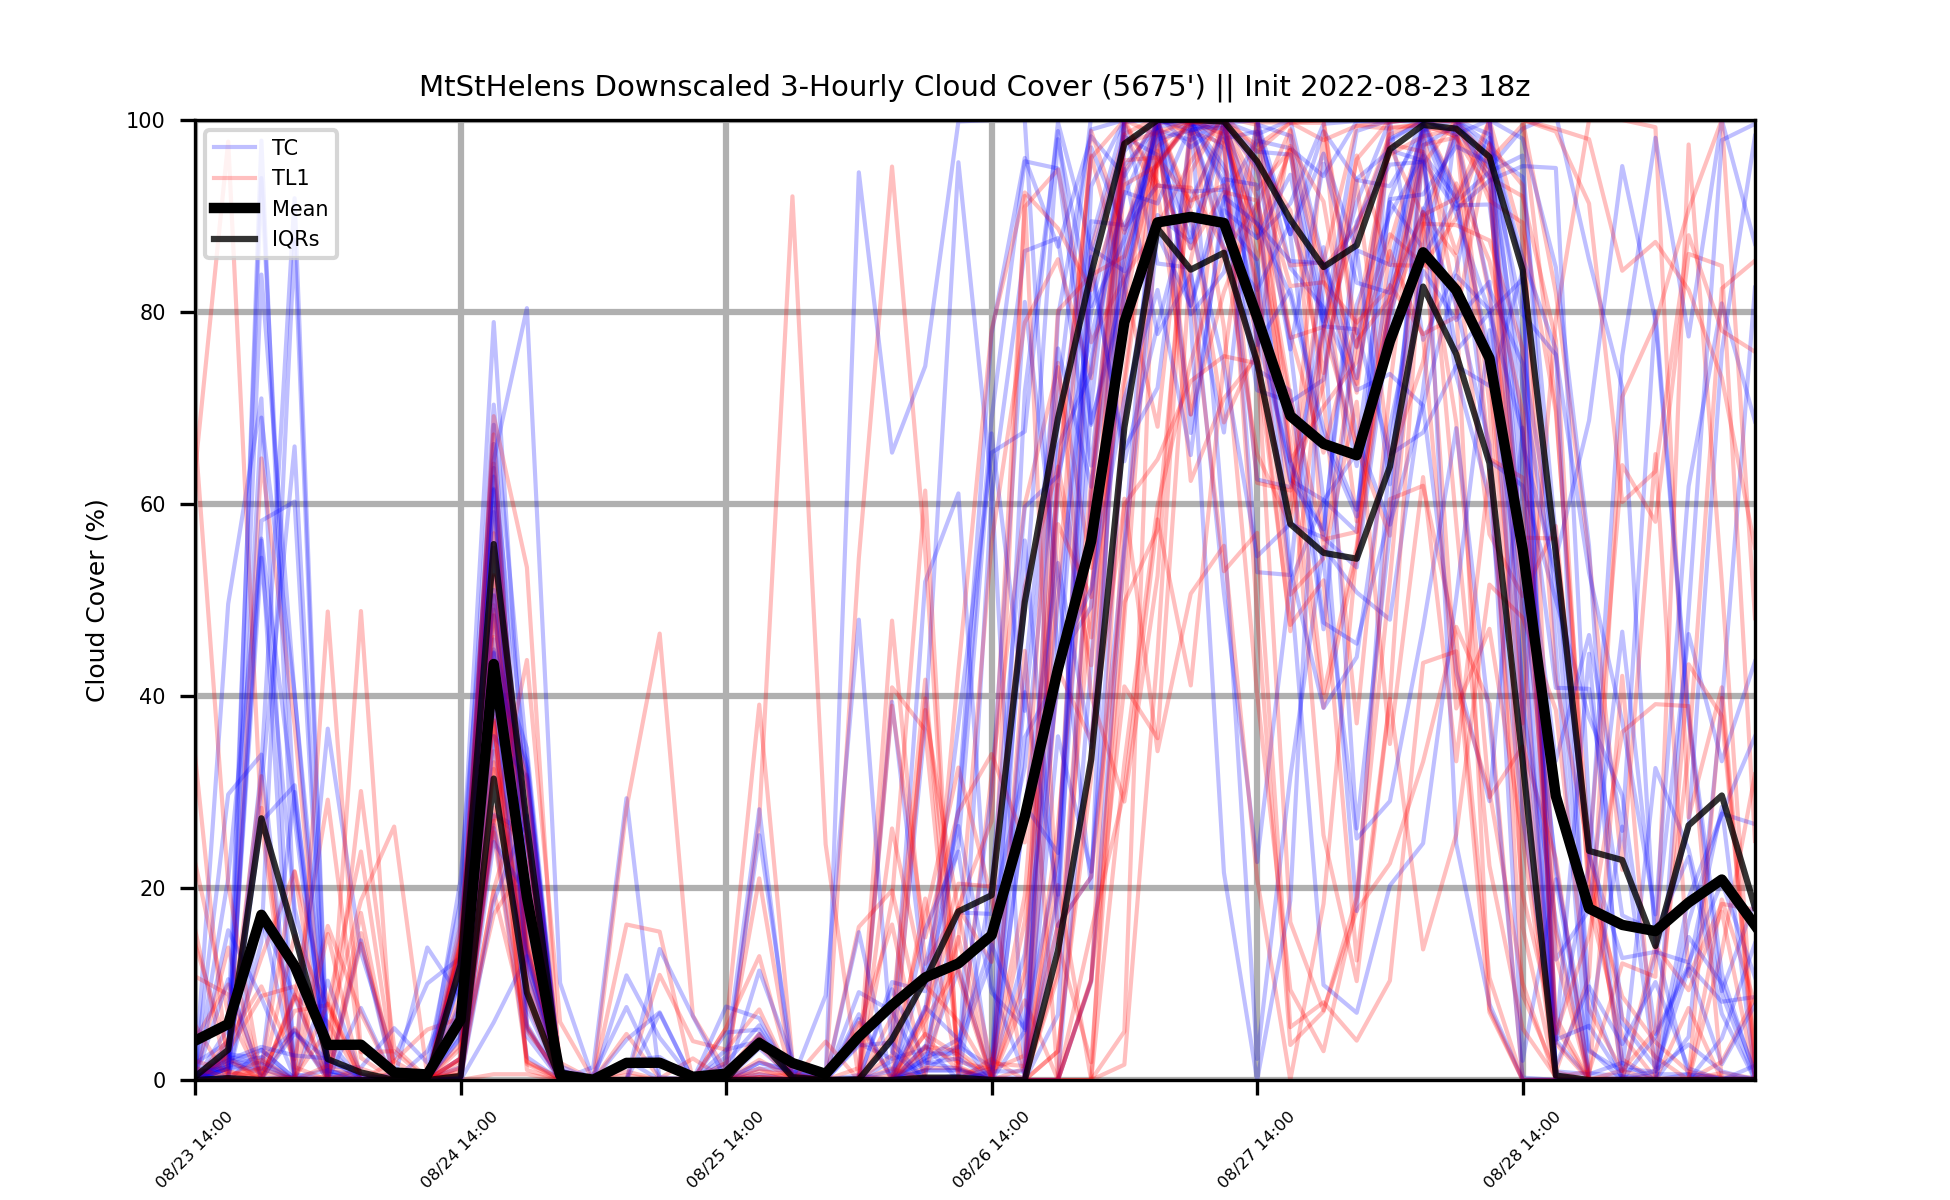 MtStHelens Downscaled 3-Hourly Cloud Cover (5675') || Init 2022-08-23 18z
TC
TL1
Mean
IQRs
Cloud Cover (%)
100
80
60
40
20
0
08/23 14:00
08/24 14:00
08/25 14:00
08/26 14:00
08/27 14:00
08/28 14:00